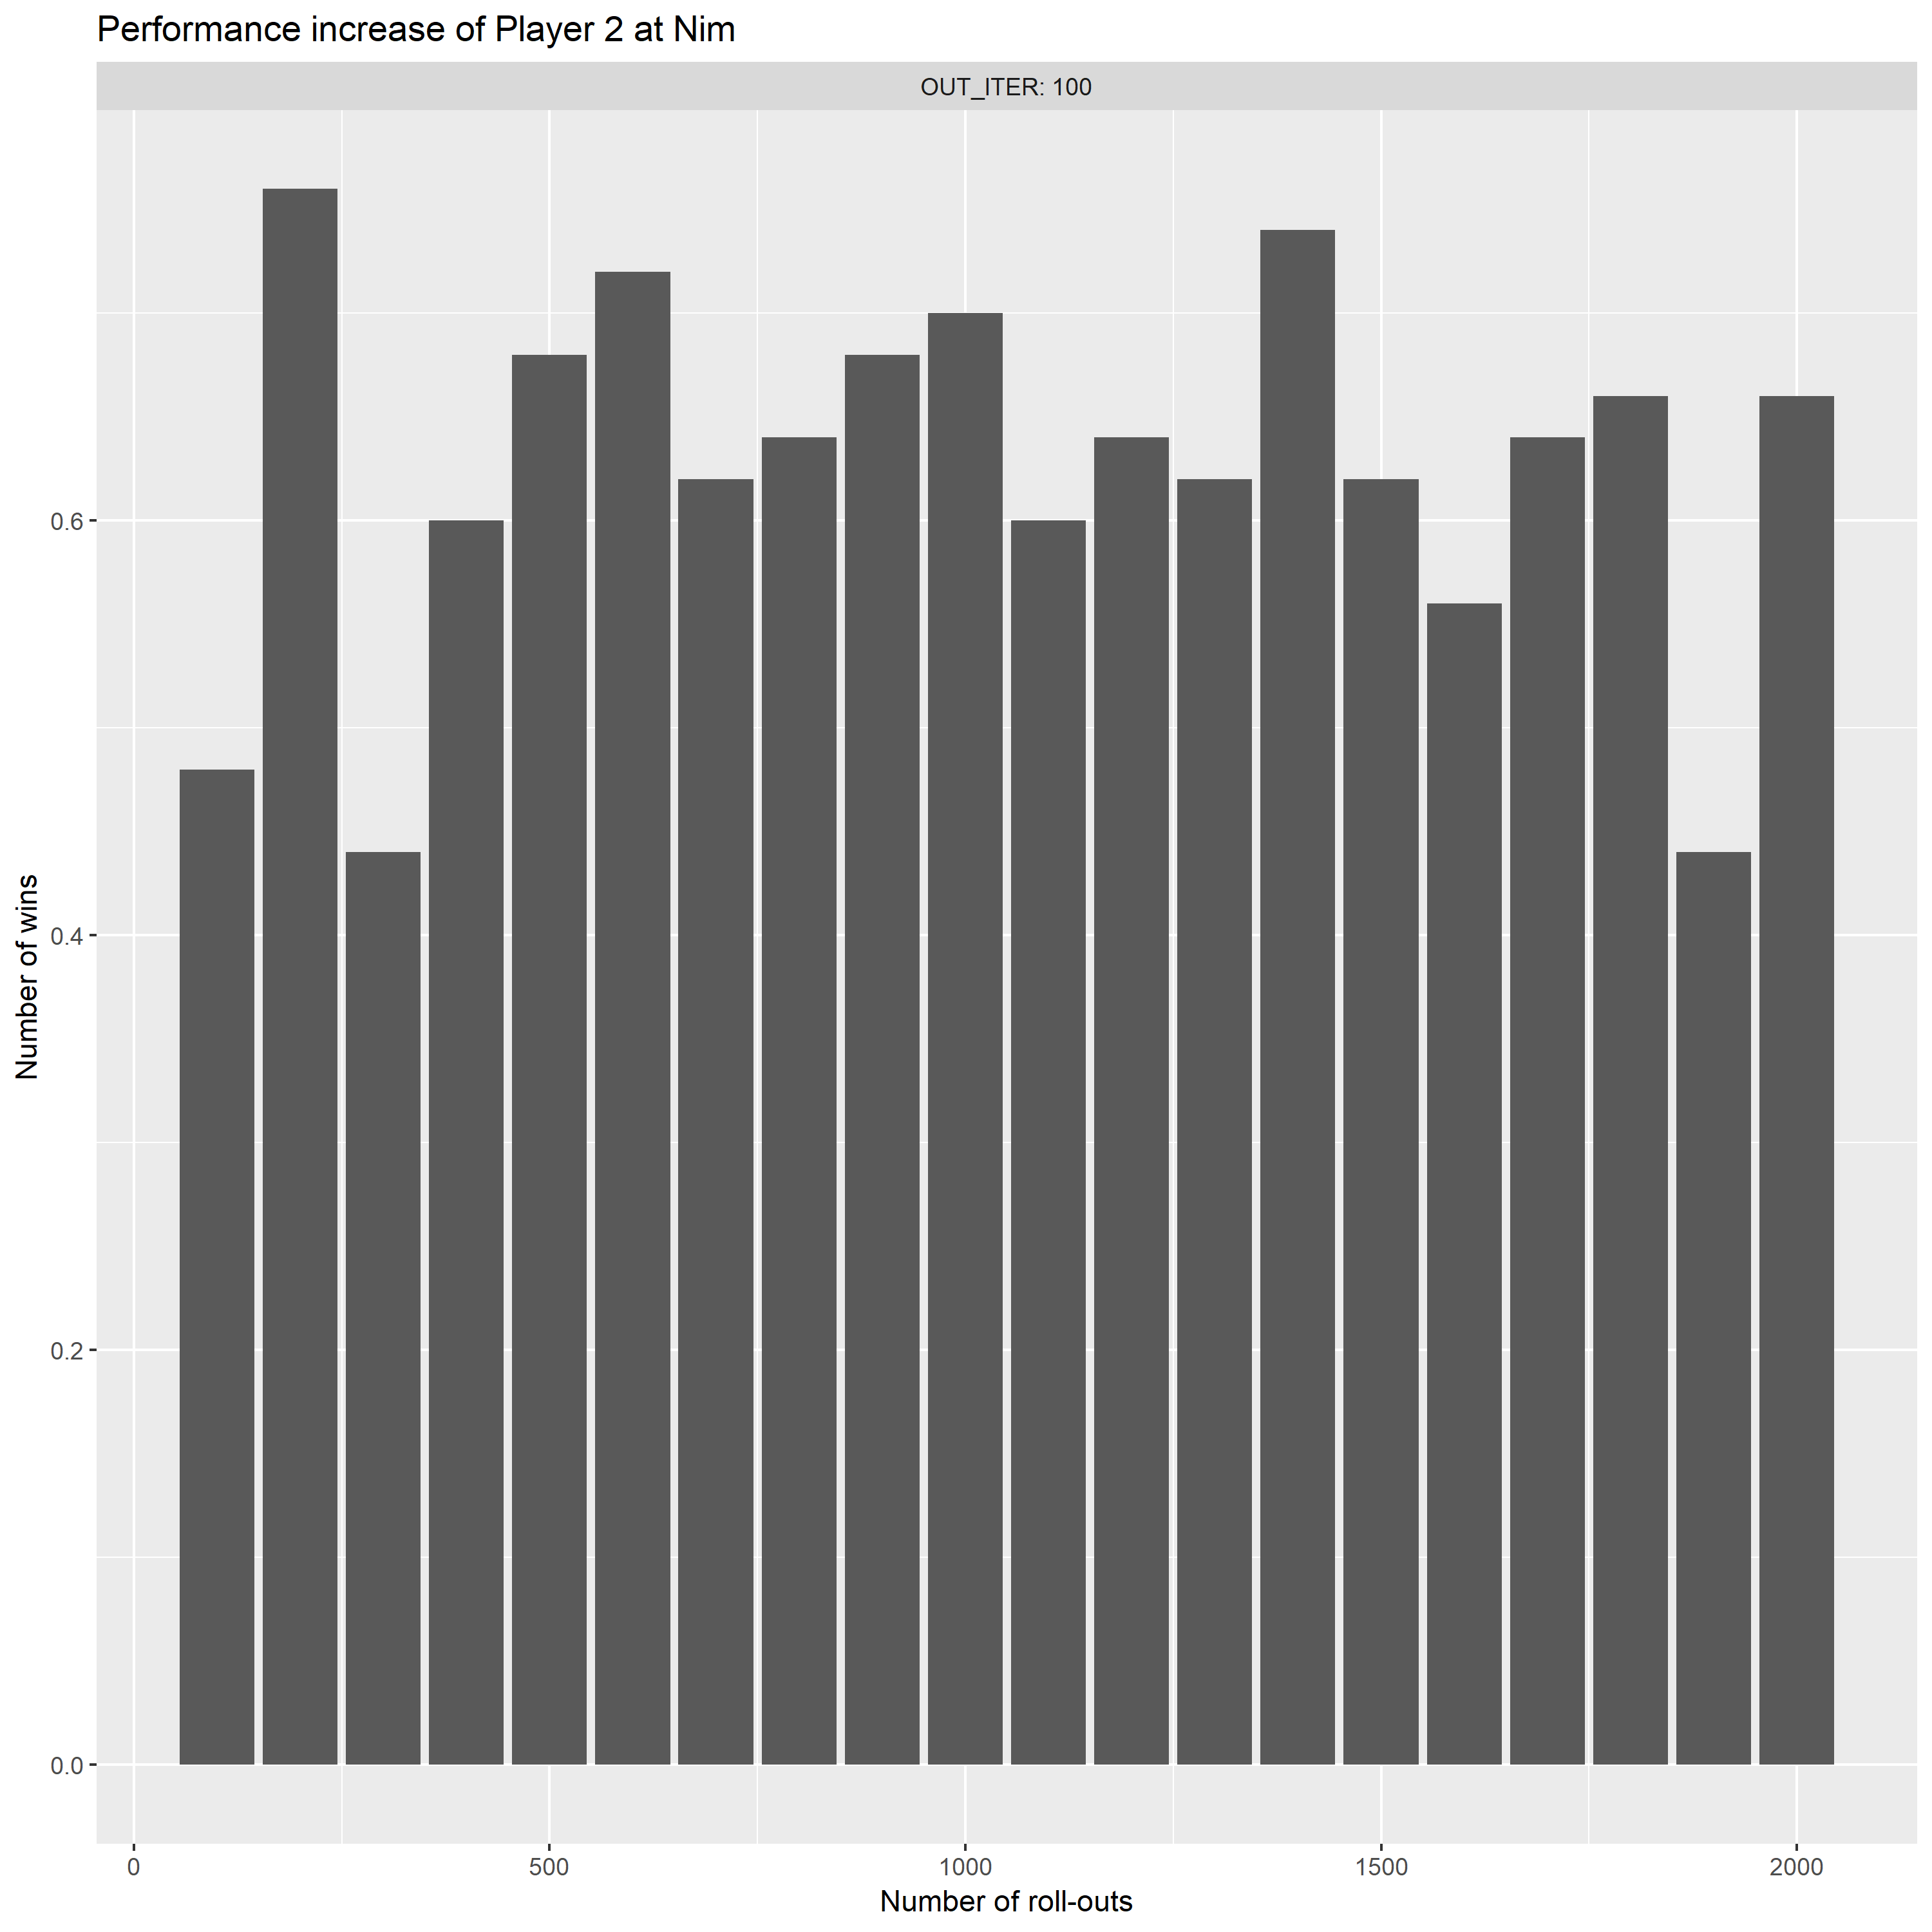 Performance increase of Player 2 at Nim
OUT_ITER: 100
Number of wins
0.6
0.4
0.2
0.0
0
500
1000
1500
2000
Number of roll-outs